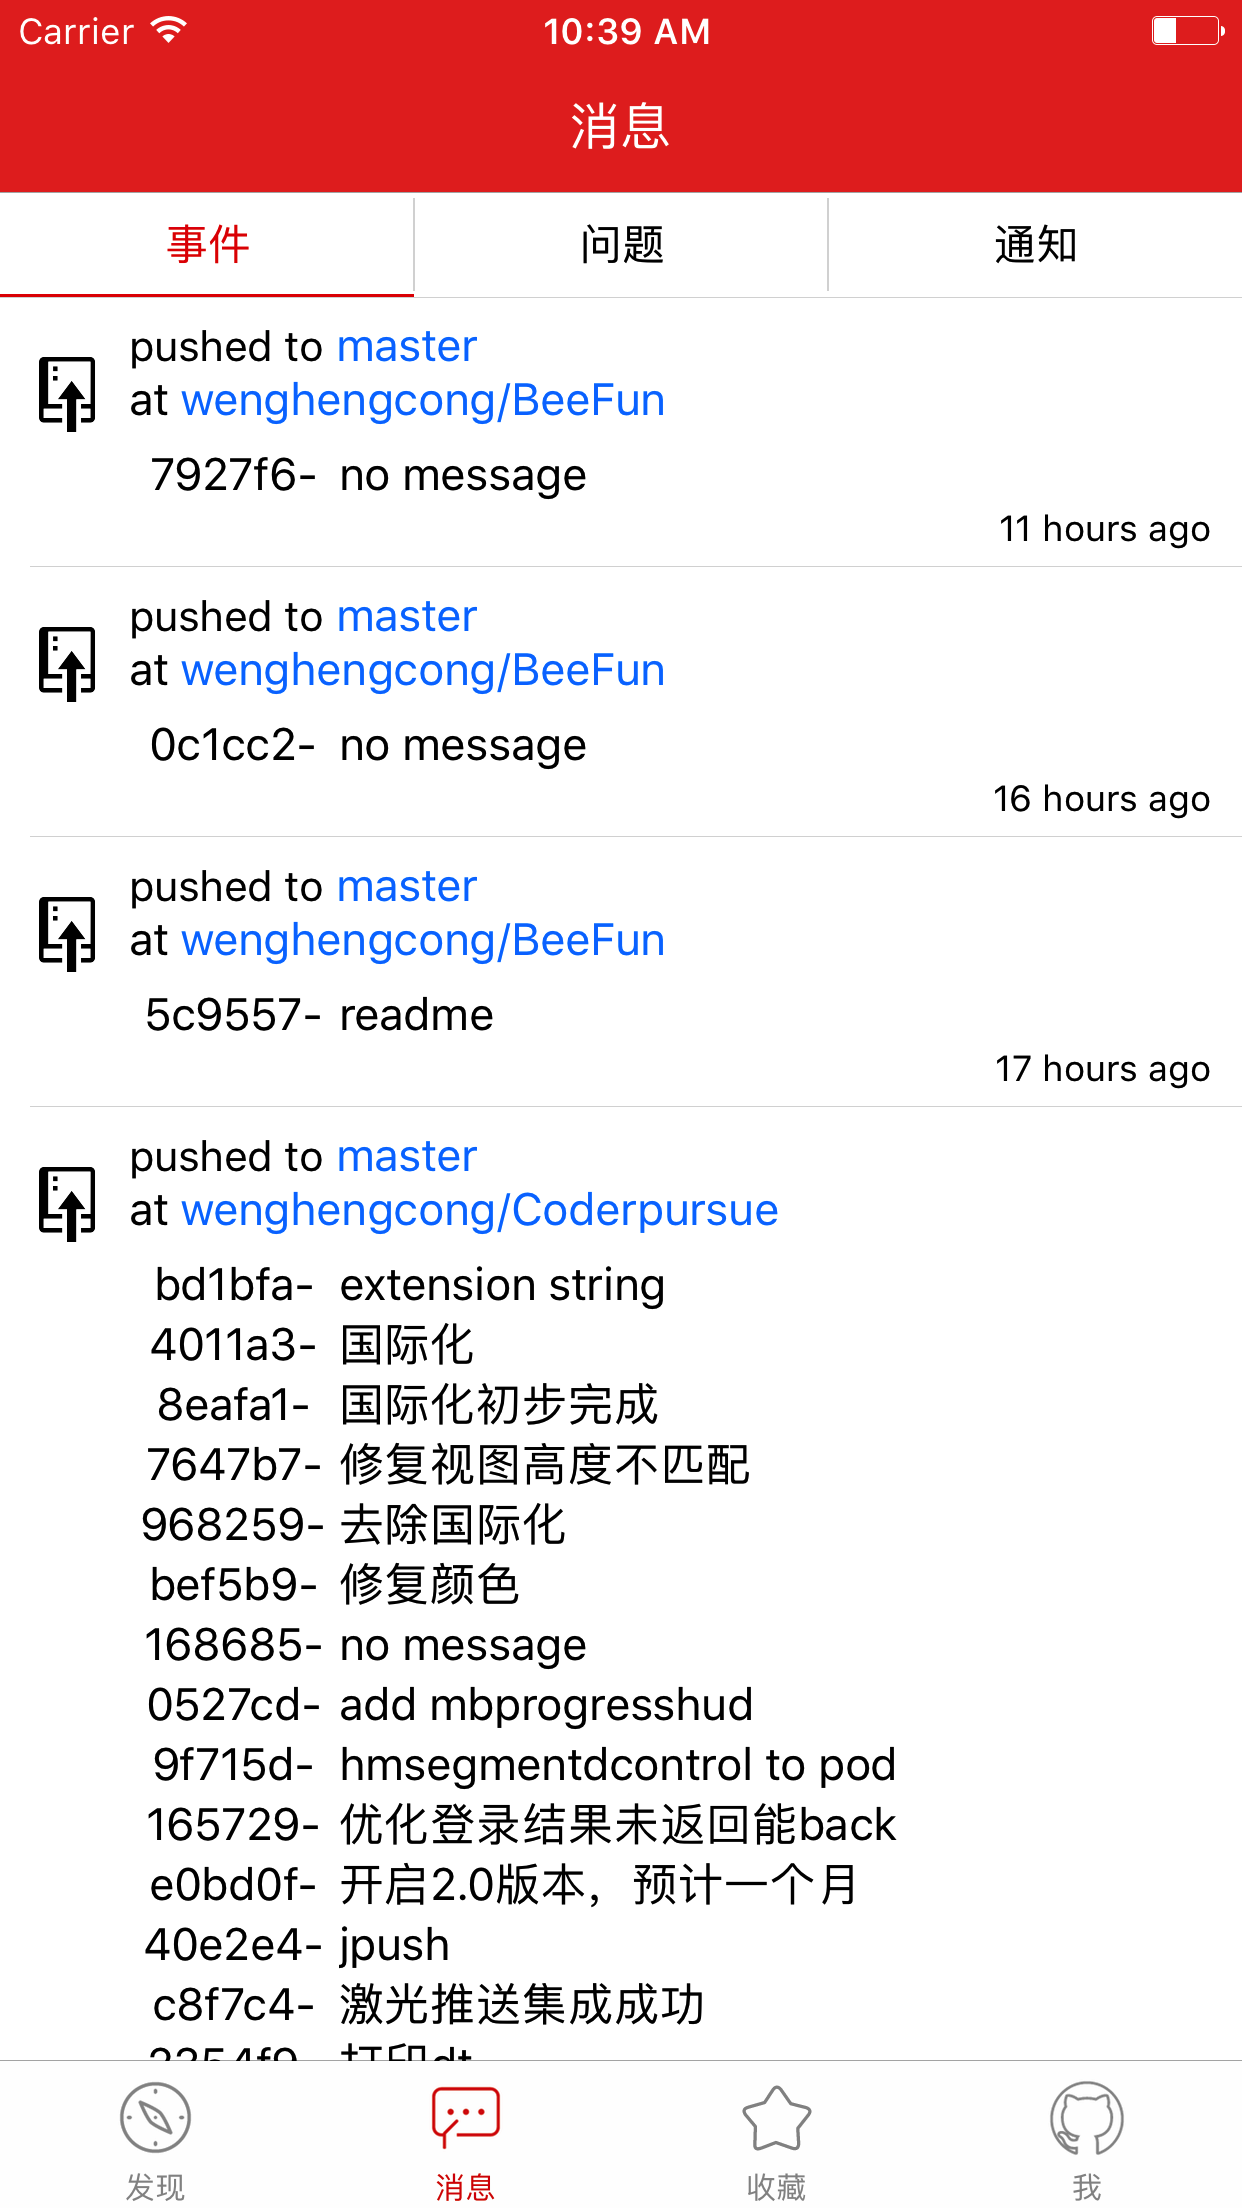 Carrier 10:39 AM
消息
事件 问题 通知
pushed to master
at wenghengcong/BeeFun
7927f6- no message
11 hours ago
pushed to master
at wenghengcong/BeeFun
0c1cc2- no message
16 hours ago
pushed to master
at wenghengcong/BeeFun
5c9557- readme
17 hours ago
pushed to master
at wenghengcong/Coderpursue
bd1bfa- extension string
4011a3- 国际化
8eafa1- 国际化初步完成
7647b7- 修复视图高度不匹配
968259- 去除国际化
bef5b9- 修复颜色
168685- no message
0527cd- add mbprogresshud
9f715d- hmsegmentdcontrol to pod
165729- 优化登录结果未返回能back
e0bd0f- 开启2.0版本，预计一个月
40e2e4- jpush
c8f7c4- 激光推送集成成功
发现 消息 收藏 我